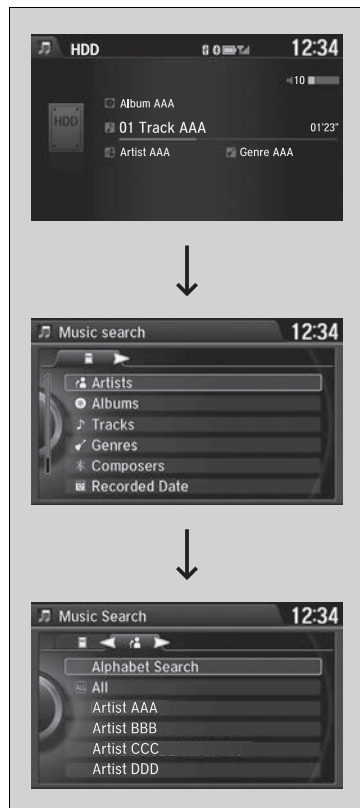 HDD 12:34
10
Album AAA
HDD
01 Track AAA 01'23"
Artist AAA Genre AAA
Music search 12:34
Artists
Albums
Tracks
Genres
Composers
Recorded Date
Music Search 12:34
Alphabet Search
ALL All
Artist AAA
Artist BBB
Artist CCC
Artist DDD